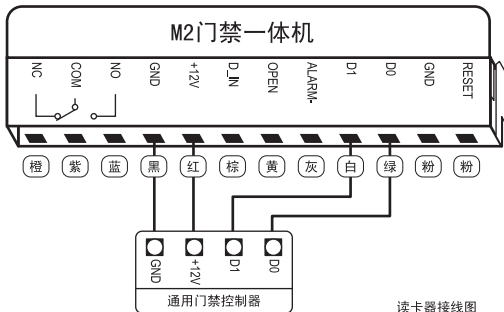 M2门禁一体机
NC COM NO GND +12V D_IN OPEN ALARM- D1 D0 GND RESET
橙 紫 蓝 黑 红 棕 黄 灰 白 绿 粉 粉
GND +12V D1 D0
通用门禁控制器
读卡器接线图